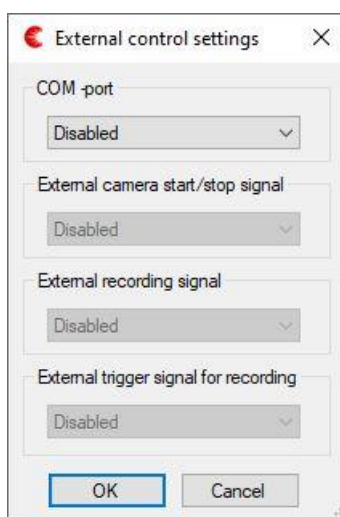 External control settings
COM -port
Disabled
External camera start/stop signal
Disabled
External recording signal
Disabled
External trigger signal for recording
Disabled
OK Cancel